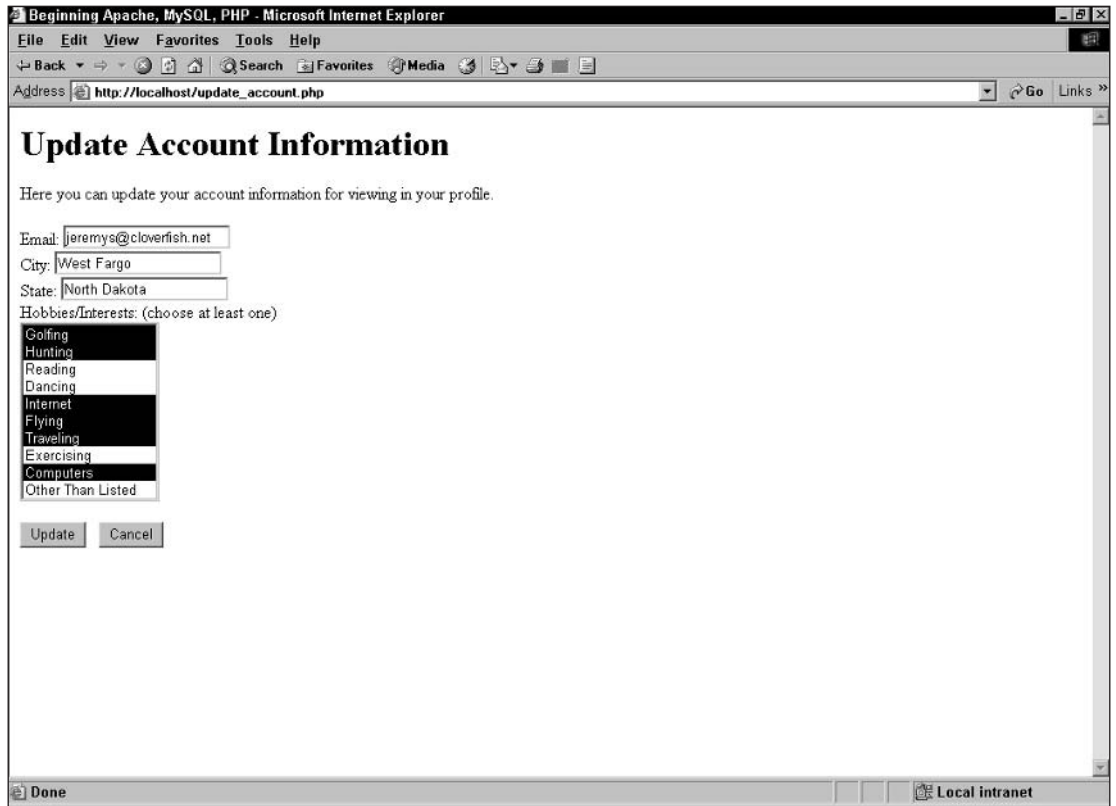 Beginning Apache, MySQL, PHP - Microsoft Internet Explorer
File Edit View Favorites Tools Help
Back Search Favorites Media
Address http://localhost/update_account.php Go Links »
Update Account Information
Here you can update your account information for viewing in your profile.
Email: jeremys@cloverfish.net
City: West Fargo
State: North Dakota
Hobbies/Interests: (choose at least one)
Golfing
Hunting
Reading
Dancing
Internet
Flying
Traveling
Exercising
Computers
Other Than Listed
Update Cancel
Done Local intranet